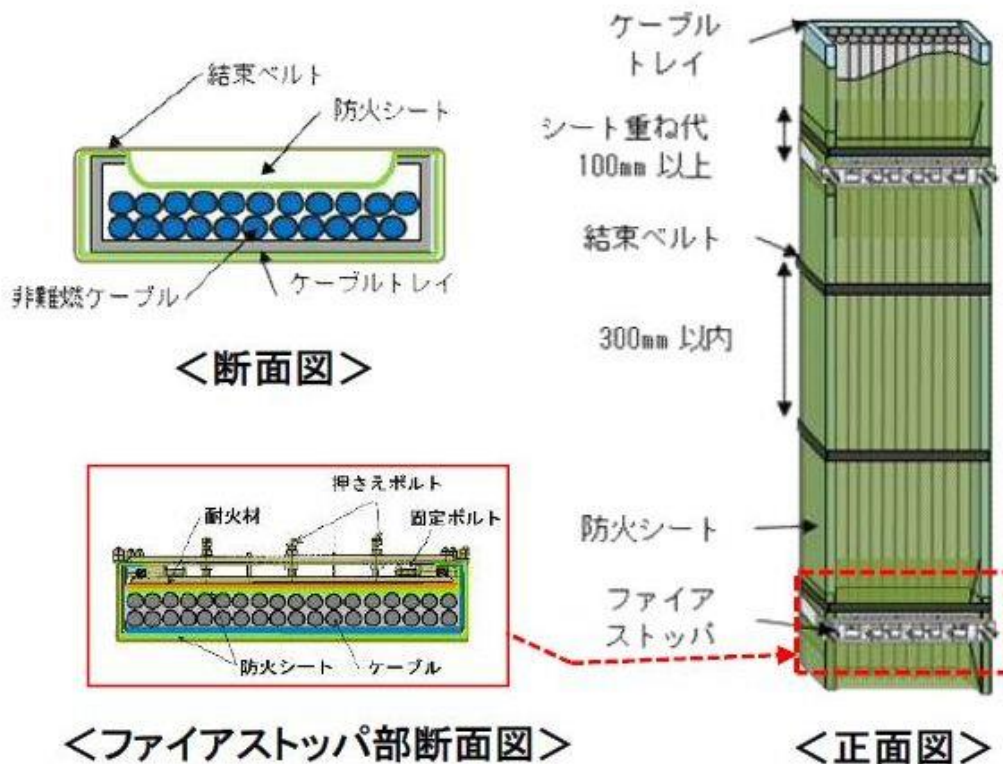 結束ベルト
防火シート
非難燃ケーブル
ケーブルトレイ
＜断面図＞
押さえボルト
耐火材
固定ボルト
防火シート
ケーブル
＜ファイアストッパ部断面図＞
ケーブル
トレイ
シート重ね代
100mm 以上
結束ベルト
300mm 以内
防火シート
ファイア
ストッパ
＜正面図＞